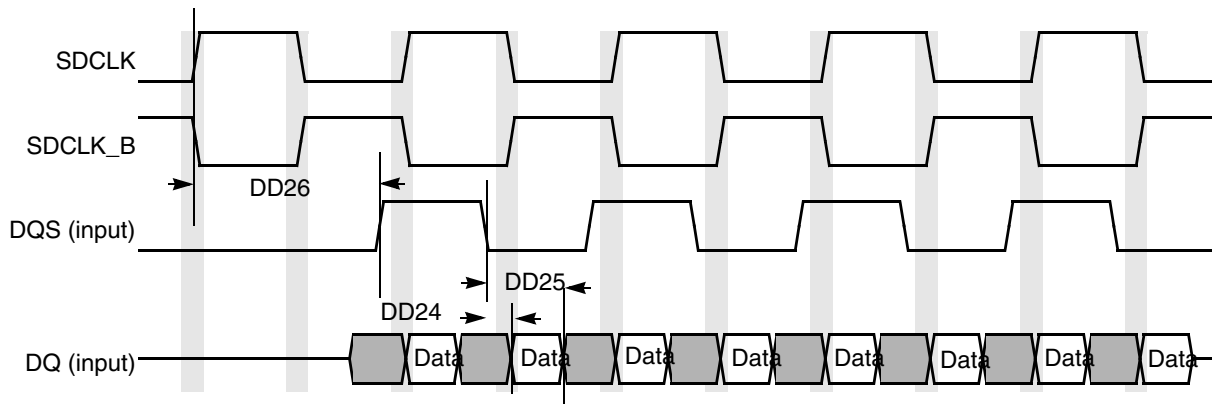 SDCLK
SDCLK_B
DD26
DQS (input)
DD25
DD24
DQ (input) Data Data Data Data Data Data Data Data